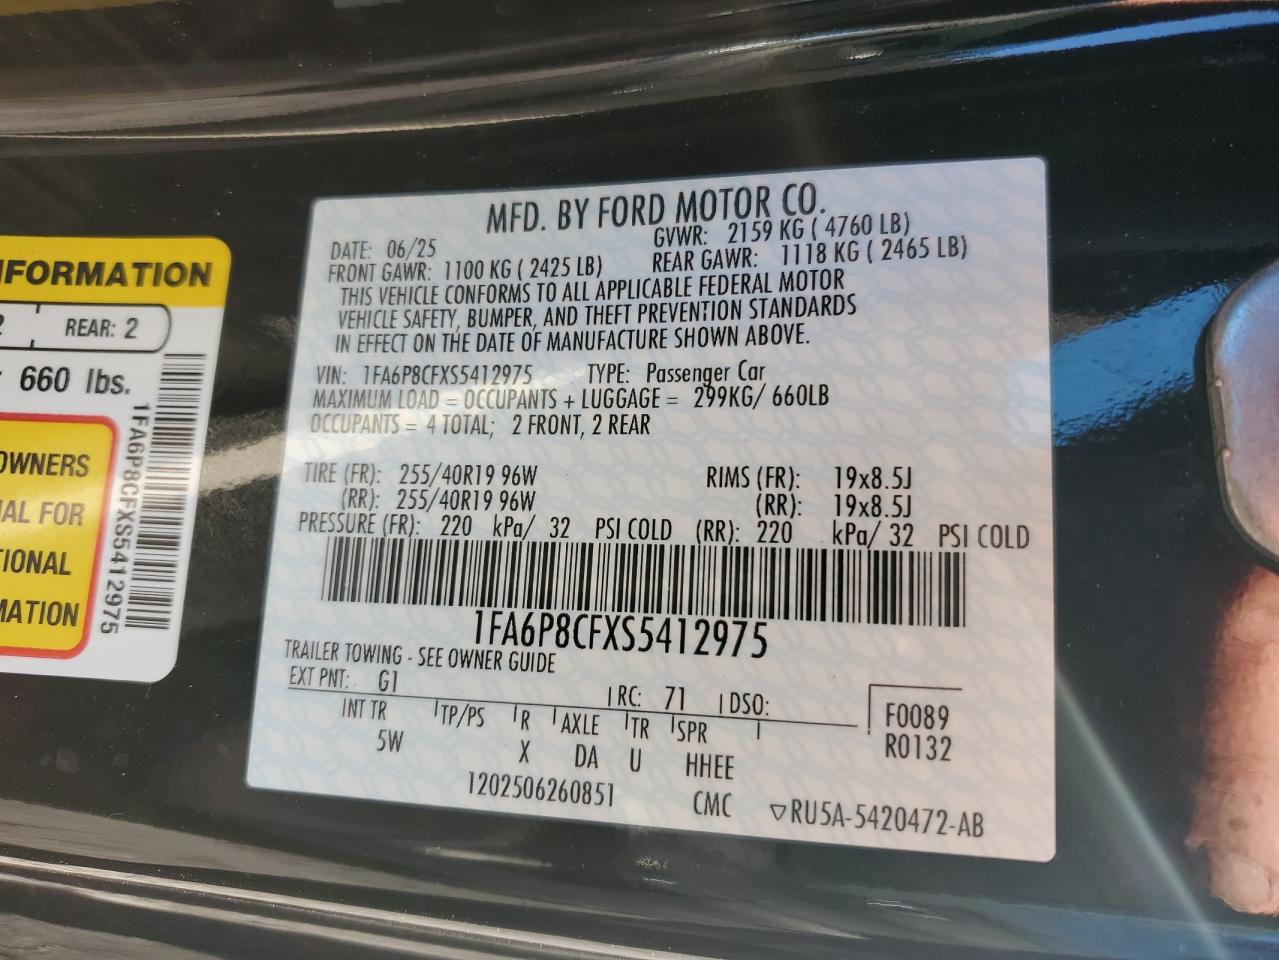 NFORMATION
2 REAR: 2
660 lbs.
OWNERS
IAL FOR
TIONAL
MATION
1FA6P8CFXS5412975
MFD. BY FORD MOTOR CO.
DATE: 06/25 GVWR: 2159 KG ( 4760 LB)
FRONT GAWR: 1100 KG ( 2425 LB) REAR GAWR: 1118 KG ( 2465 LB)
THIS VEHICLE CONFORMS TO ALL APPLICABLE FEDERAL MOTOR
VEHICLE SAFETY, BUMPER, AND THEFT PREVENTION STANDARDS
IN EFFECT ON THE DATE OF MANUFACTURE SHOWN ABOVE.
VIN: 1FA6P8CFXS5412975 TYPE: Passenger Car
MAXIMUM LOAD = OCCUPANTS + LUGGAGE = 299KG/ 660LB
OCCUPANTS = 4 TOTAL; 2 FRONT, 2 REAR
TIRE (FR): 255/40R19 96W RIMS (FR): 19x8.5J
(RR): 255/40R19 96W (RR): 19x8.5J
PRESSURE (FR): 220 kPa/ 32 PSI COLD (RR): 220 kPa/ 32 PSI COLD
1FA6P8CFXS5412975
TRAILER TOWING - SEE OWNER GUIDE
EXT PNT: G1 RC: 71 DSO: F0089
INT TR TP/PS R AXLE TR SPR R0132
5W X DA U HHEE
1202506260851 CMC ▽RU5A-5420472-AB